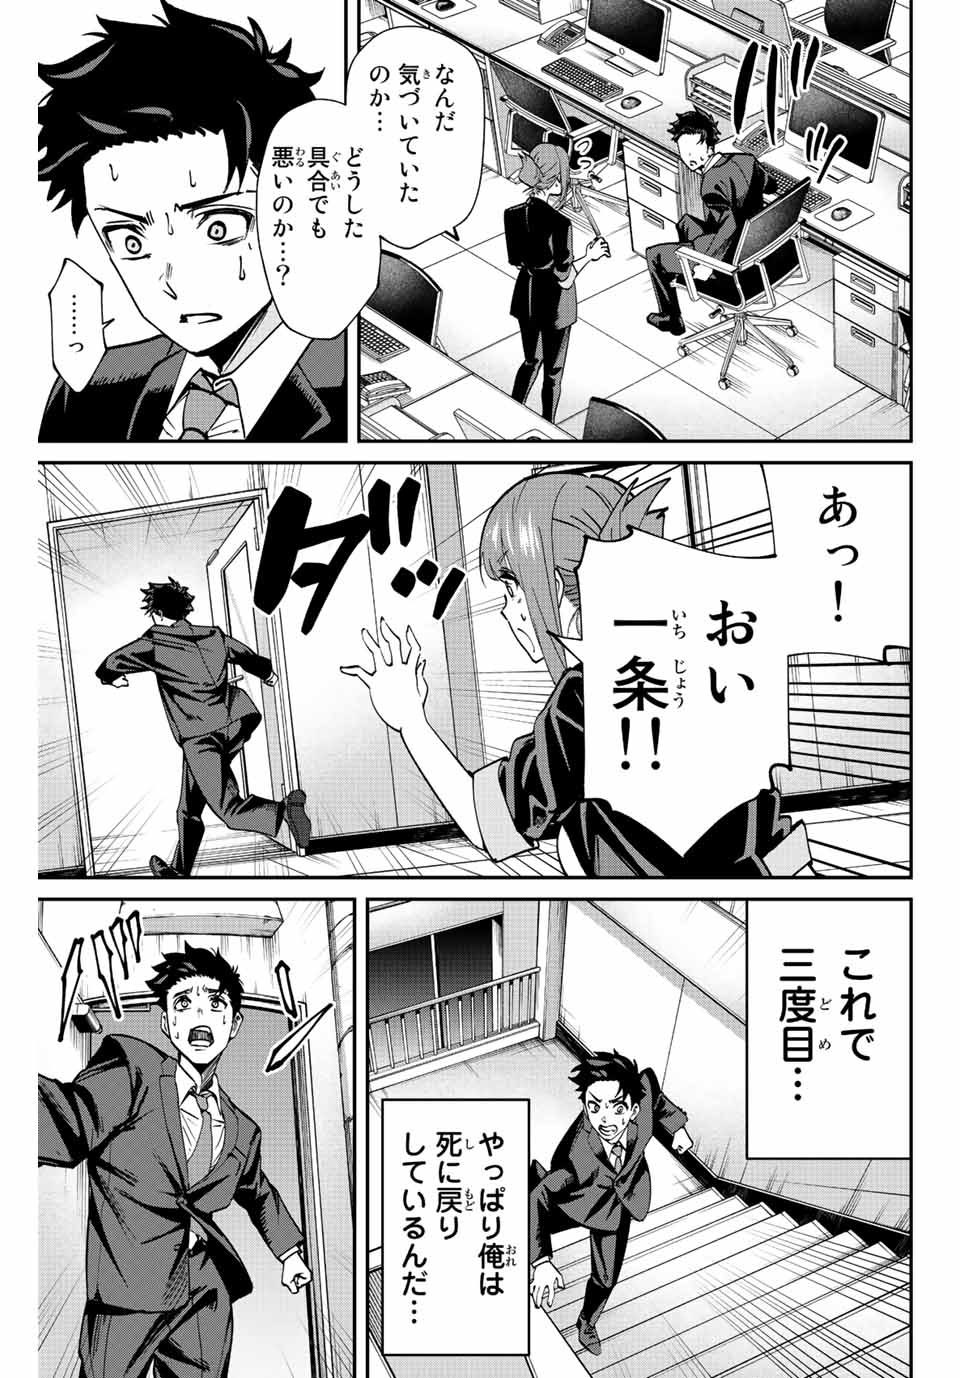 なんだ
気づいていた
のか…
どうした
具合でも
悪いのか…?
……っ
あっ!
おい
一条!!
ダッ
これで
三度目…
やっぱり俺は
死に戻り
しているんだ…